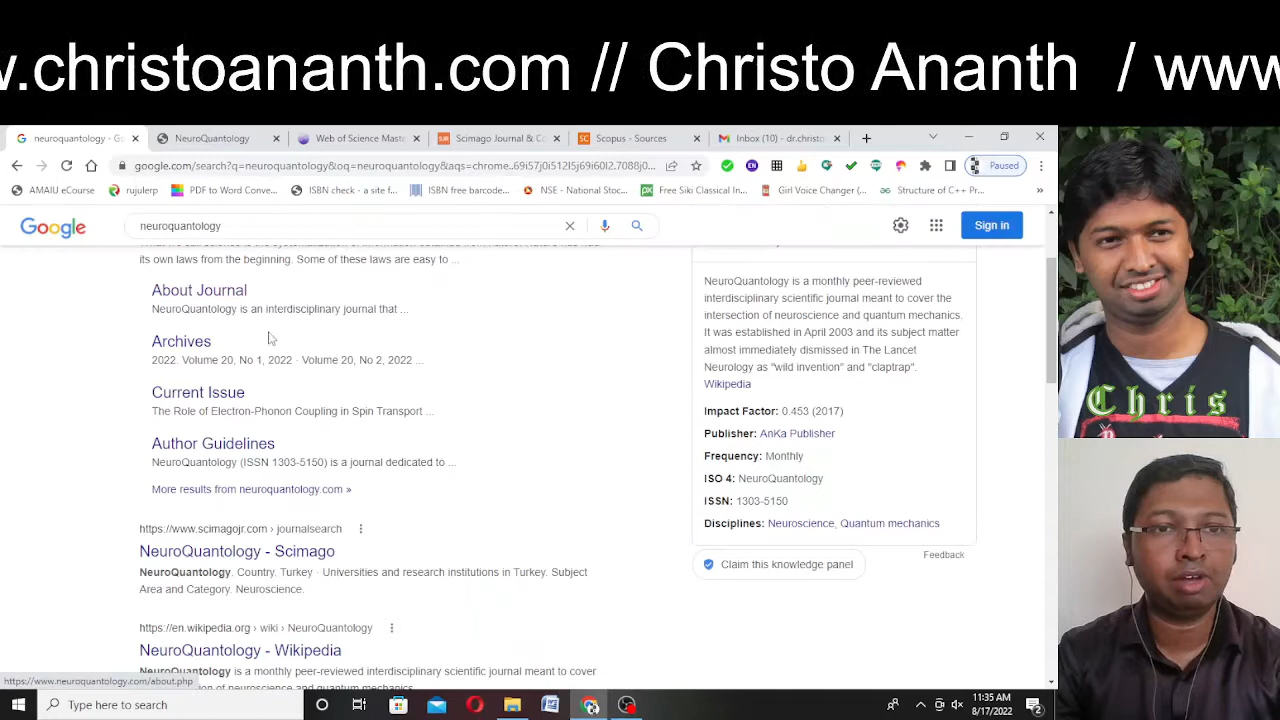 w.christoananth.com // Christo Ananth / www
neuroquantology - Go
NeuroQuantology
Web of Science Maste
Scimago Journal & Co
Scopus - Sources
Inbox (10) - dr.christo
google.com/search?q=neuroquantology&oq=neuroquantology&aqs=chrome..69i57j0i512l5j69i60l2.7088j0...
Paused
AMAIU eCourse
rujulerp
PDF to Word Conve...
ISBN check - a site f...
ISBN free barcode...
NSE - National Stoc...
Free Siki Classical In...
Girl Voice Changer (...
Structure of C++ Pr...
Google
neuroquantology
Sign in
its own laws from the beginning. Some of these laws are easy to ...
About Journal
NeuroQuantology is an interdisciplinary journal that ...
Archives
2022. Volume 20, No 1, 2022 · Volume 20, No 2, 2022 ...
Current Issue
The Role of Electron-Phonon Coupling in Spin Transport ...
Author Guidelines
NeuroQuantology (ISSN 1303-5150) is a journal dedicated to ...
More results from neuroquantology.com »
https://www.scimagojr.com › journalsearch
NeuroQuantology - Scimago
NeuroQuantology. Country, Turkey · Universities and research institutions in Turkey. Subject
Area and Category. Neuroscience.
https://en.wikipedia.org › wiki › NeuroQuantology
NeuroQuantology - Wikipedia
NeuroQuantology is a monthly peer-reviewed interdisciplinary scientific journal meant to cover
NeuroQuantology is a monthly peer-reviewed
interdisciplinary scientific journal meant to cover the
intersection of neuroscience and quantum mechanics.
It was established in April 2003 and its subject matter
almost immediately dismissed in The Lancet
Neurology as "wild invention" and "claptrap".
Wikipedia
Impact Factor: 0.453 (2017)
Publisher: AnKa Publisher
Frequency: Monthly
ISO 4: NeuroQuantology
ISSN: 1303-5150
Disciplines: Neuroscience, Quantum mechanics
Feedback
Claim this knowledge panel
https://www.neuroquantology.com/about.php
Type here to search
11:35 AM
8/17/2022
2
Chris